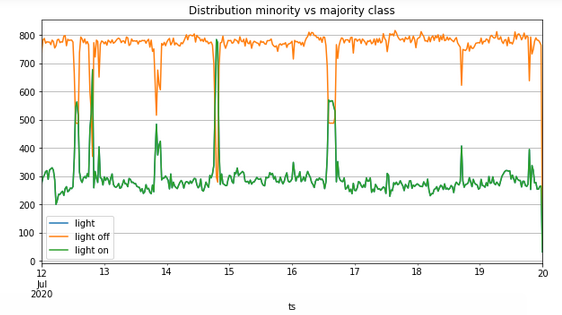 Distribution minority vs majority class
800
700
600
500
400
300
200
100
0
light
light off
light on
12 13 14 15 16 17 18 19 20
Jul
2020
ts